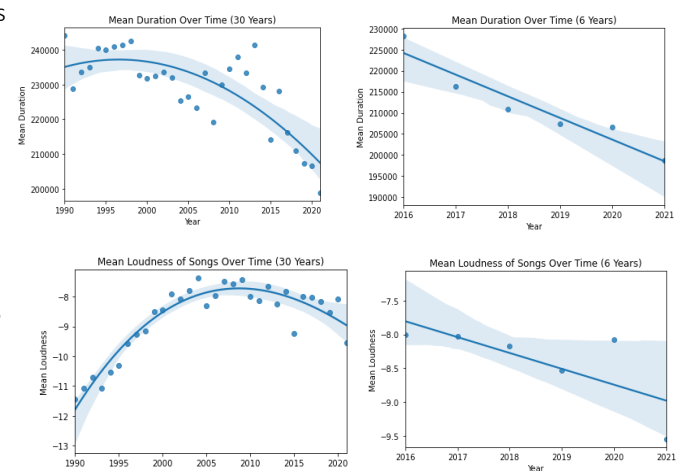 s
Mean Duration Over Time (30 Years)
Mean Duration
240000
230000
220000
210000
200000
1990 1995 2000 2005 2010 2015 2020
Year
Mean Duration Over Time (6 Years)
Mean Duration
230000
225000
220000
215000
210000
205000
200000
195000
190000
2016 2017 2018 2019 2020 2021
Year
Mean Loudness of Songs Over Time (30 Years)
Mean Loudness
−8
−9
−10
−11
−12
−13
1990 1995 2000 2005 2010 2015 2020
Year
Mean Loudness of Songs Over Time (6 Years)
Mean Loudness
−7.5
−8.0
−8.5
−9.0
−9.5
2016 2017 2018 2019 2020 2021
Year